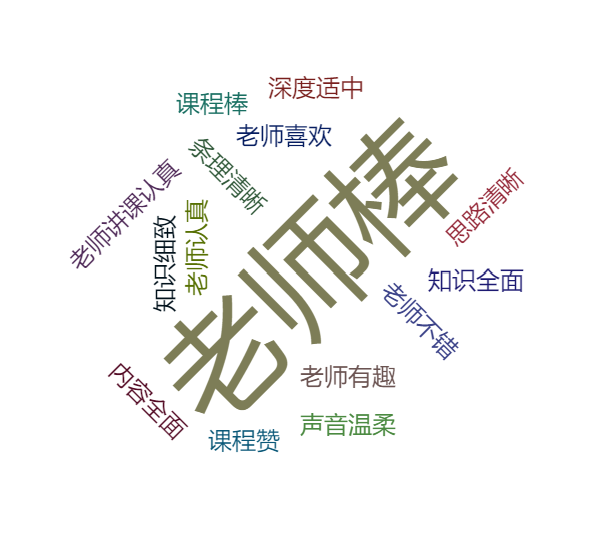 深度适中
课程棒
老师喜欢
条理清晰
老师讲课认真
思路清晰
老师认真
知识细致
老师棒
知识全面
老师不错
老师有趣
内容全面
声音温柔
课程赞